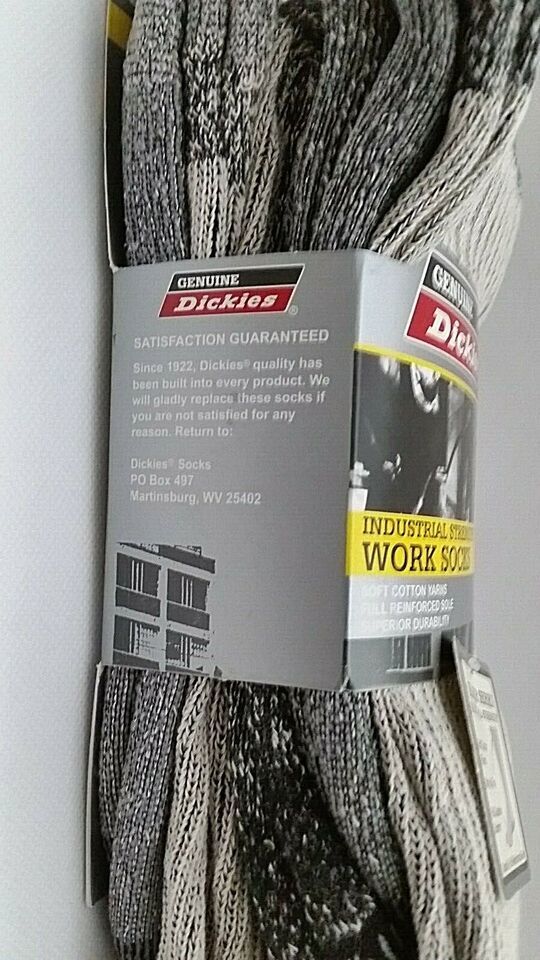 GENUINE
Dickies®
SATISFACTION GUARANTEED
Since 1922, Dickies® quality has
been built into every product. We
will gladly replace these socks if
you are not satisfied for any
reason. Return to:
Dickies® Socks
PO Box 497
Martinsburg, WV 25402
GENUINE
Dickies
INDUSTRIAL
WORK SOCKS
SOFT COTTON YARNS
FULL REINFORCED SOLE
SUPERIOR DURABILITY